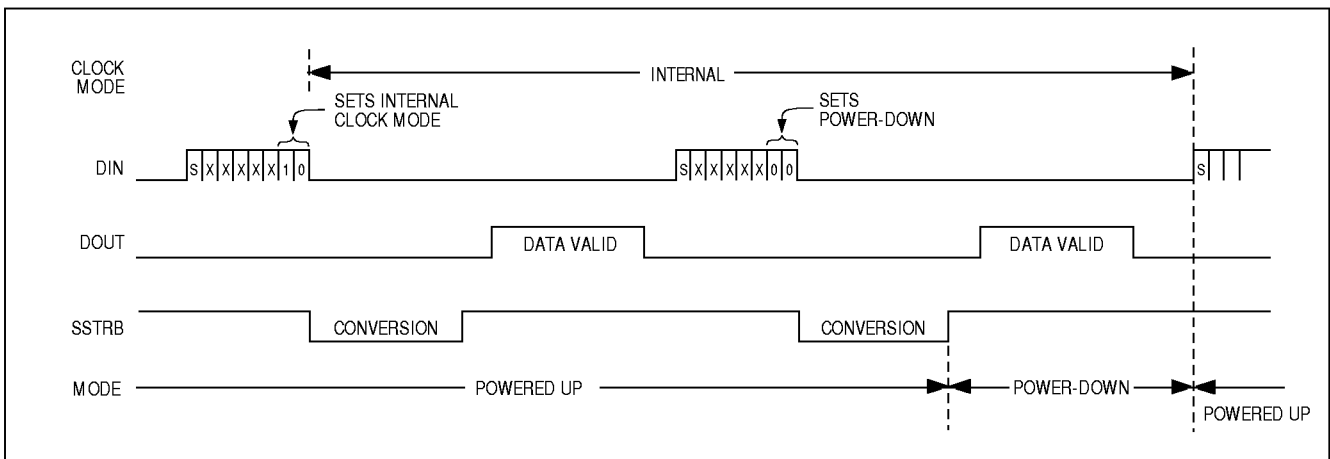 CLOCK
MODE
INTERNAL
SETS INTERNAL
CLOCK MODE
SETS
POWER-DOWN
DIN
S X X X X X 1 0
S X X X X X 0 0
S
DOUT
DATA VALID
DATA VALID
SSTRB
CONVERSION
CONVERSION
MODE
POWERED UP
POWER-DOWN
POWERED UP